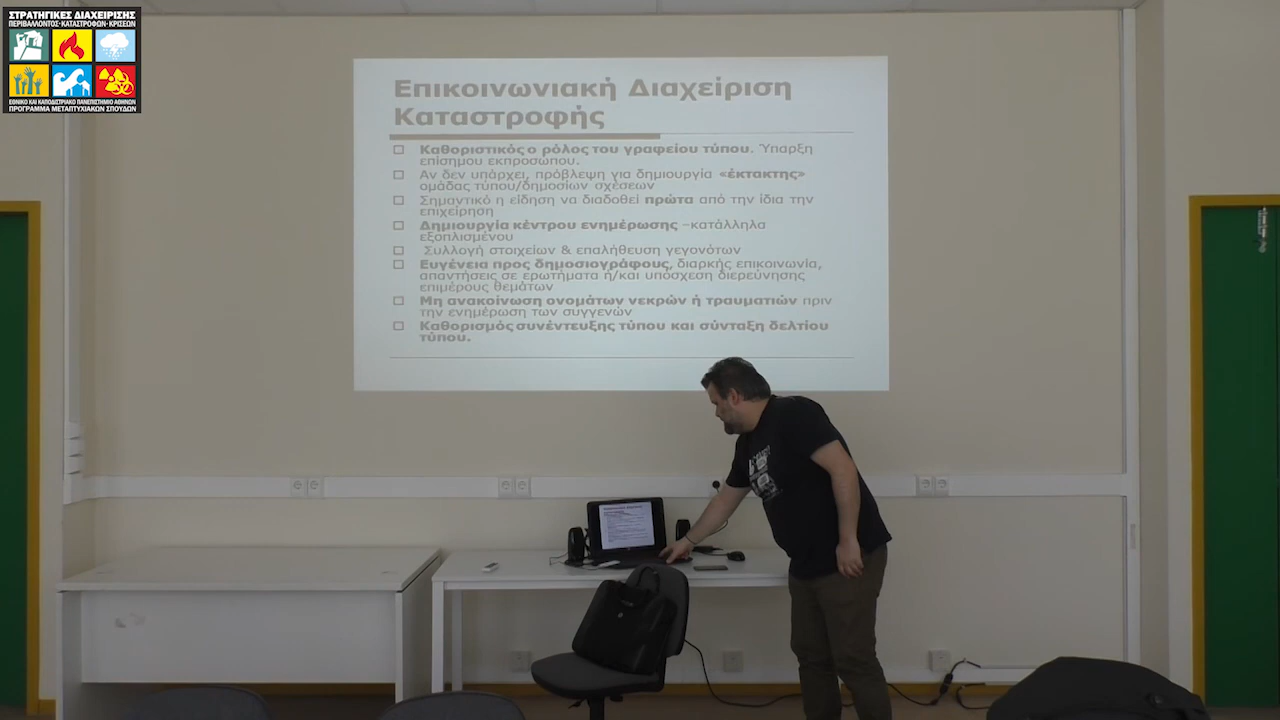 ΣΤΡΑΤΗΓΙΚΕΣ ΔΙΑΧΕΙΡΙΣΗΣ
ΠΕΡΙΒΑΛΛΟΝΤΟΣ·ΚΑΤΑΣΤΡΟΦΩΝ·ΚΡΙΣΕΩΝ
ΕΘΝΙΚΟ ΚΑΙ ΚΑΠΟΔΙΣΤΡΙΑΚΟ ΠΑΝΕΠΙΣΤΗΜΙΟ ΑΘΗΝΩΝ
ΠΡΟΓΡΑΜΜΑ ΜΕΤΑΠΤΥΧΙΑΚΩΝ ΣΠΟΥΔΩΝ
Επικοινωνιακή Διαχείριση
Καταστροφής
Καθοριστικός ο ρόλος του γραφείου τύπου. Ύπαρξη
επίσημου εκπροσώπου.
Αν δεν υπάρχει, πρόβλεψη για δημιουργία «έκτακτης»
ομάδας τύπου/δημοσίων σχέσεων
Σημαντικό η είδηση να διαδοθεί πρώτα από την ίδια την
επιχείρηση
Δημιουργία κέντρου ενημέρωσης –κατάλληλα
εξοπλισμένου
Συλλογή στοιχείων & επαλήθευση γεγονότων
Ευγένεια προς δημοσιογράφους, διαρκής επικοινωνία,
απαντήσεις σε ερωτήματα ή/και υπόσχεση διερεύνησης
επιμέρους θεμάτων
Μη ανακοίνωση ονομάτων νεκρών ή τραυματιών πριν
την ενημέρωση των συγγενών
Καθορισμός συνέντευξης τύπου και σύνταξη δελτίου
τύπου.